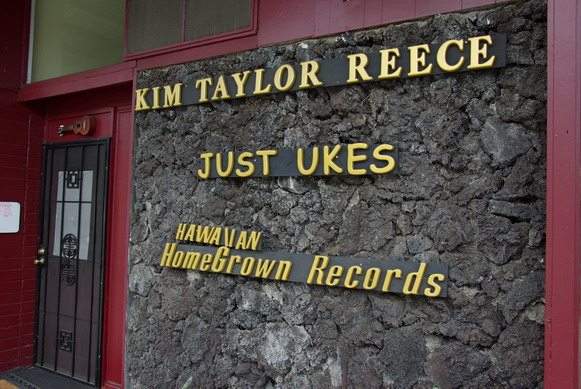 KIM TAYLOR REECE
JUST UKES
HAWAIIAN
HomeGrown Records